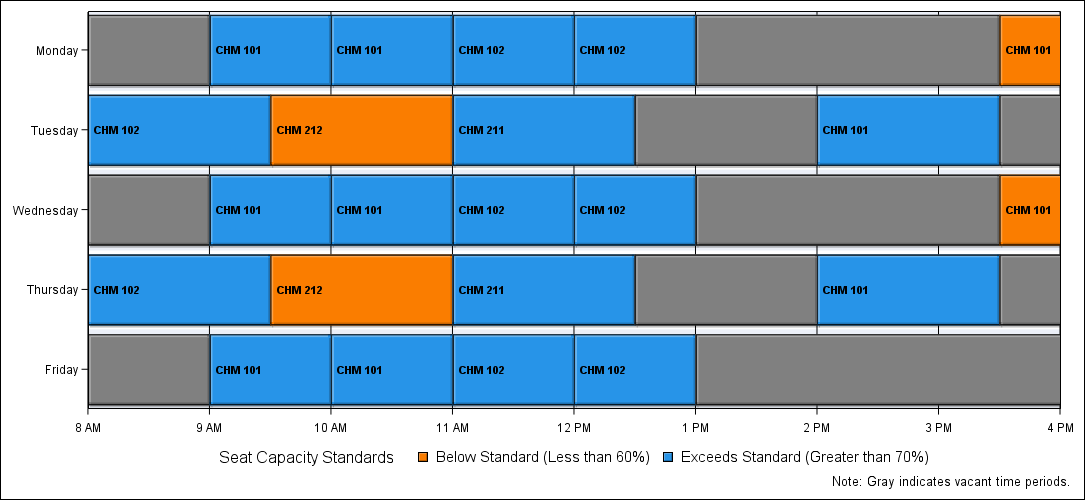 Monday
CHM 101 CHM 101 CHM 102 CHM 102 CHM 101
Tuesday
CHM 102 CHM 212 CHM 211 CHM 101
Wednesday
CHM 101 CHM 101 CHM 102 CHM 102 CHM 101
Thursday
CHM 102 CHM 212 CHM 211 CHM 101
Friday
CHM 101 CHM 101 CHM 102 CHM 102
8 AM 9 AM 10 AM 11 AM 12 PM 1 PM 2 PM 3 PM 4 PM
Seat Capacity Standards Below Standard (Less than 60%) Exceeds Standard (Greater than 70%)
Note: Gray indicates vacant time periods.